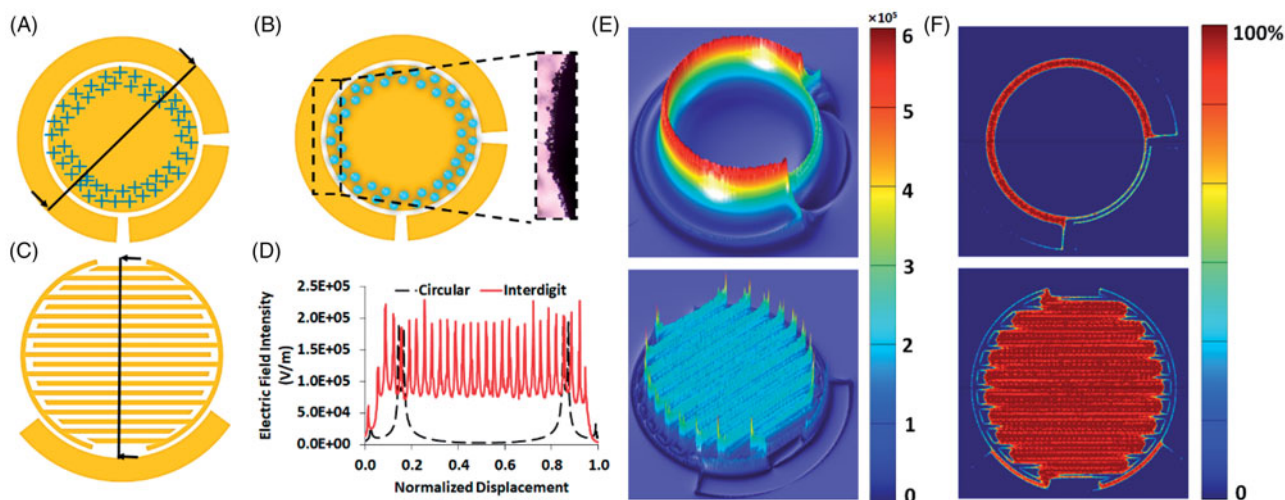 (A)
(B)
(C)
(D)
2.5E+05
2.0E+05
1.5E+05
1.0E+05
5.0E+04
0.0E+00
Electric Field Intensity
(V/m)
Circular
Interdigit
0.0
0.2
0.4
0.6
0.8
1.0
Normalized Displacement
(E)
×10⁵
6
5
4
3
2
1
0
(F)
100%
0